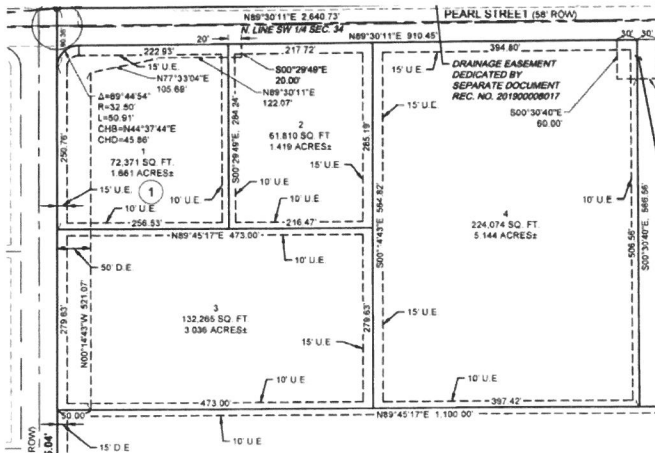 PEARL STREET (58' ROW)
N89°30'11"E 2,640.73'
N. LINE SW 1/4 SEC. 34
N89°30'11"E 910.45'
20'
30'
30'
222.93'
217.72'
394.80'
15' U.E.
15' U.E.
N77°33'04"E
105.69'
S00°29'49"E
20.00'
N89°30'11"E
122.07'
DRAINAGE EASEMENT
DEDICATED BY
SEPARATE DOCUMENT
REC. NO. 201900008017
S00°30'40"E
60.00'
Δ=89°44'54"
R=32.50'
L=50.91'
CHB=N44°37'44"E
CHD=45.86'
1
72,371 SQ. FT.
1.661 ACRES±
1
2
61,810 SQ. FT.
1.419 ACRES±
250.76'
284.24'
S00°29'49"E
285.19'
15' U.E.
15' U.E.
15' U.E.
10' U.E.
10' U.E.
10' U.E.
10' U.E.
10' U.E.
256.53'
216.47'
4
224,074 SQ. FT.
5.144 ACRES±
S00°14'43"E 564.82'
506.56'
S00°30'40"E 566.56'
N89°45'17"E 473.00'
10' U.E.
50' D.E.
279.63'
N00°14'43"W 521.07'
3
132,265 SQ. FT.
3.036 ACRES±
279.63'
15' U.E.
15' U.E.
10' U.E.
10' U.E.
473.00'
397.42'
50.00'
N89°45'17"E 1,100.00'
10' U.E.
15' D.E.
ROW)